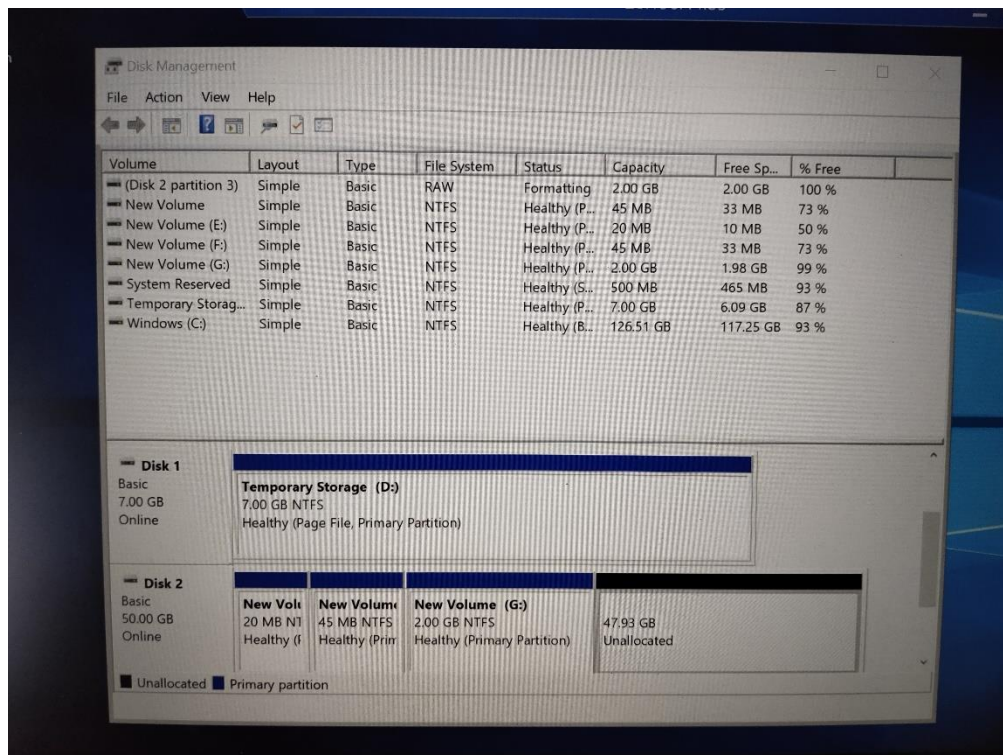 Disk Management
File Action View Help
Volume Layout Type File System Status Capacity Free Sp... % Free
(Disk 2 partition 3) Simple Basic RAW Formatting 2.00 GB 2.00 GB 100 %
New Volume Simple Basic NTFS Healthy (P... 45 MB 33 MB 73 %
New Volume (E:) Simple Basic NTFS Healthy (P... 20 MB 10 MB 50 %
New Volume (F:) Simple Basic NTFS Healthy (P... 45 MB 33 MB 73 %
New Volume (G:) Simple Basic NTFS Healthy (P... 2.00 GB 1.98 GB 99 %
System Reserved Simple Basic NTFS Healthy (S... 500 MB 465 MB 93 %
Temporary Storag... Simple Basic NTFS Healthy (P... 7.00 GB 6.09 GB 87 %
Windows (C:) Simple Basic NTFS Healthy (B... 126.51 GB 117.25 GB 93 %
Disk 1
Basic
7.00 GB
Online
Temporary Storage (D:)
7.00 GB NTFS
Healthy (Page File, Primary Partition)
Disk 2
Basic
50.00 GB
Online
New Volu
20 MB NT
Healthy (F
New Volume
45 MB NTFS
Healthy (Prim
New Volume (G:)
2.00 GB NTFS
Healthy (Primary Partition)
47.93 GB
Unallocated
Unallocated Primary partition